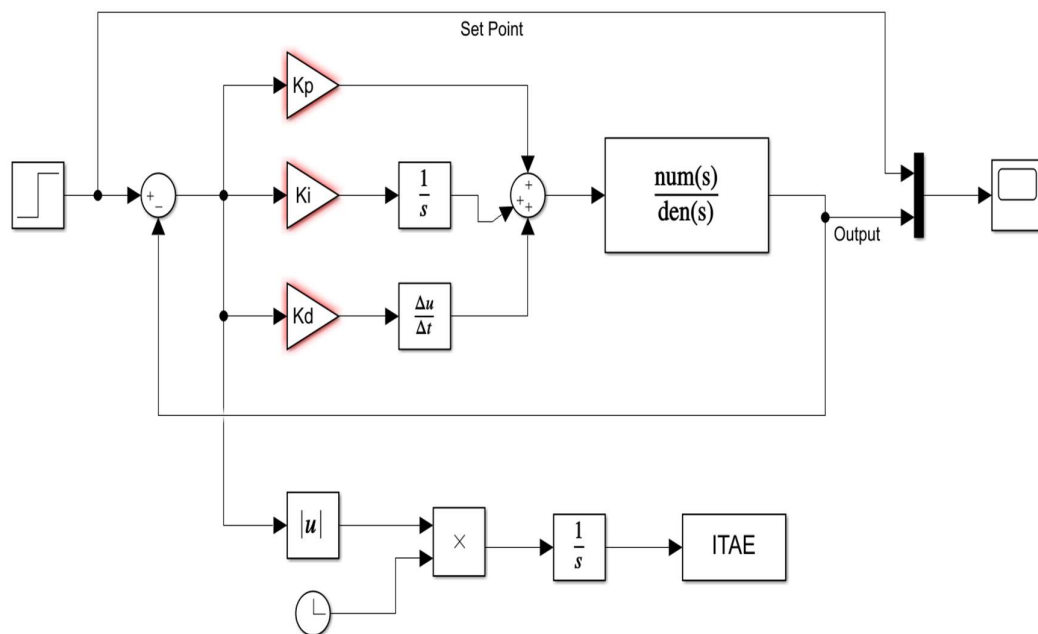 Set Point
Kp
+
−
Ki
1
s
+
+
+
num(s)
den(s)
Output
Kd
Δu
Δt
|u|
×
1
s
ITAE